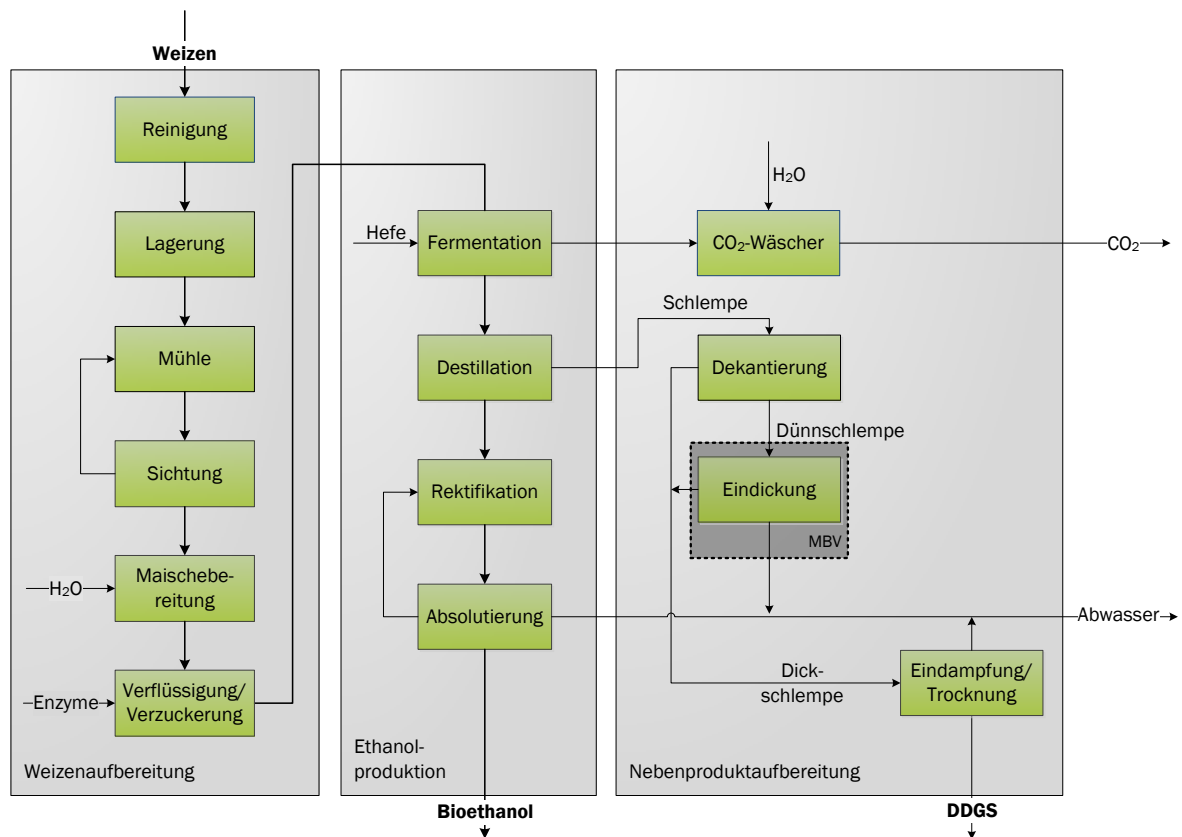 Weizen
Reinigung
Lagerung
Mühle
Sichtung
H₂O
Maischebe-
reitung
Enzyme
Verflüssigung/
Verzuckerung
Weizenaufbereitung
Hefe
Fermentation
Destillation
Rektifikation
Absolutierung
Ethanol-
produktion
Bioethanol
H₂O
CO₂-Wäscher
CO₂
Schlempe
Dekantierung
Dünnschlempe
Eindickung
MBV
Abwasser
Dick-
schlempe
Eindampfung/
Trocknung
Nebenproduktaufbereitung
DDGS